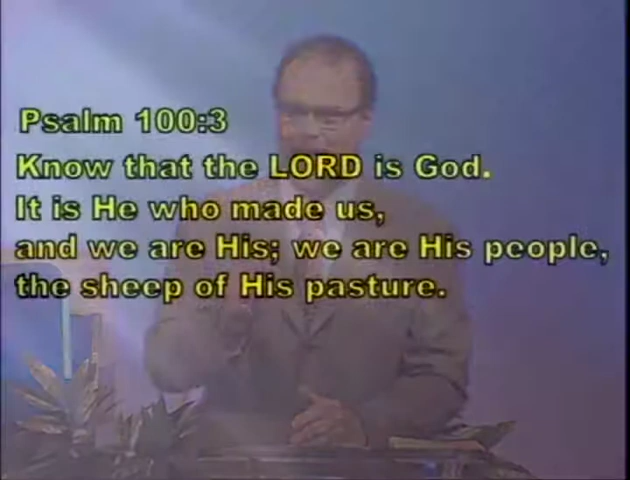 Psalm 100:3
Know that the LORD is God.
It is He who made us,
and we are His; we are His people,
the sheep of His pasture.